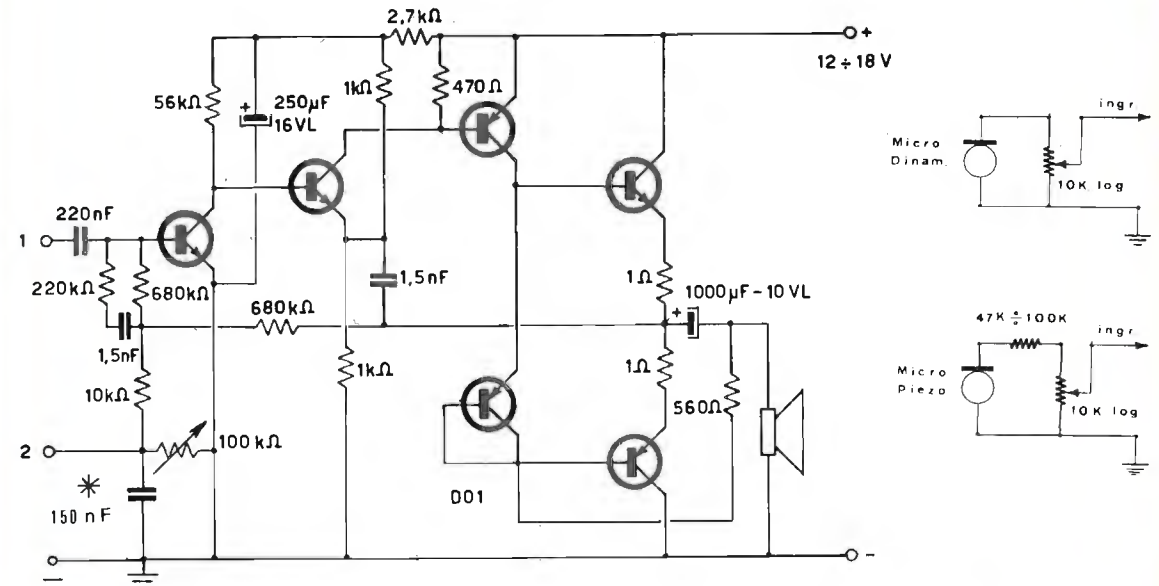 2,7kΩ
+
12 ÷ 18 V
56kΩ
+
250µF
16VL
1kΩ
470Ω
ingr.
Micro
Dinam.
10K log
220nF
1
220kΩ
680kΩ
1,5nF
1Ω
1000µF - 10 VL
+
680kΩ
1,5nF
47K ÷ 100K
ingr.
1Ω
1kΩ
10kΩ
560Ω
Micro
Piezo
10K log
2
100kΩ
*
150 nF
D01
-
-